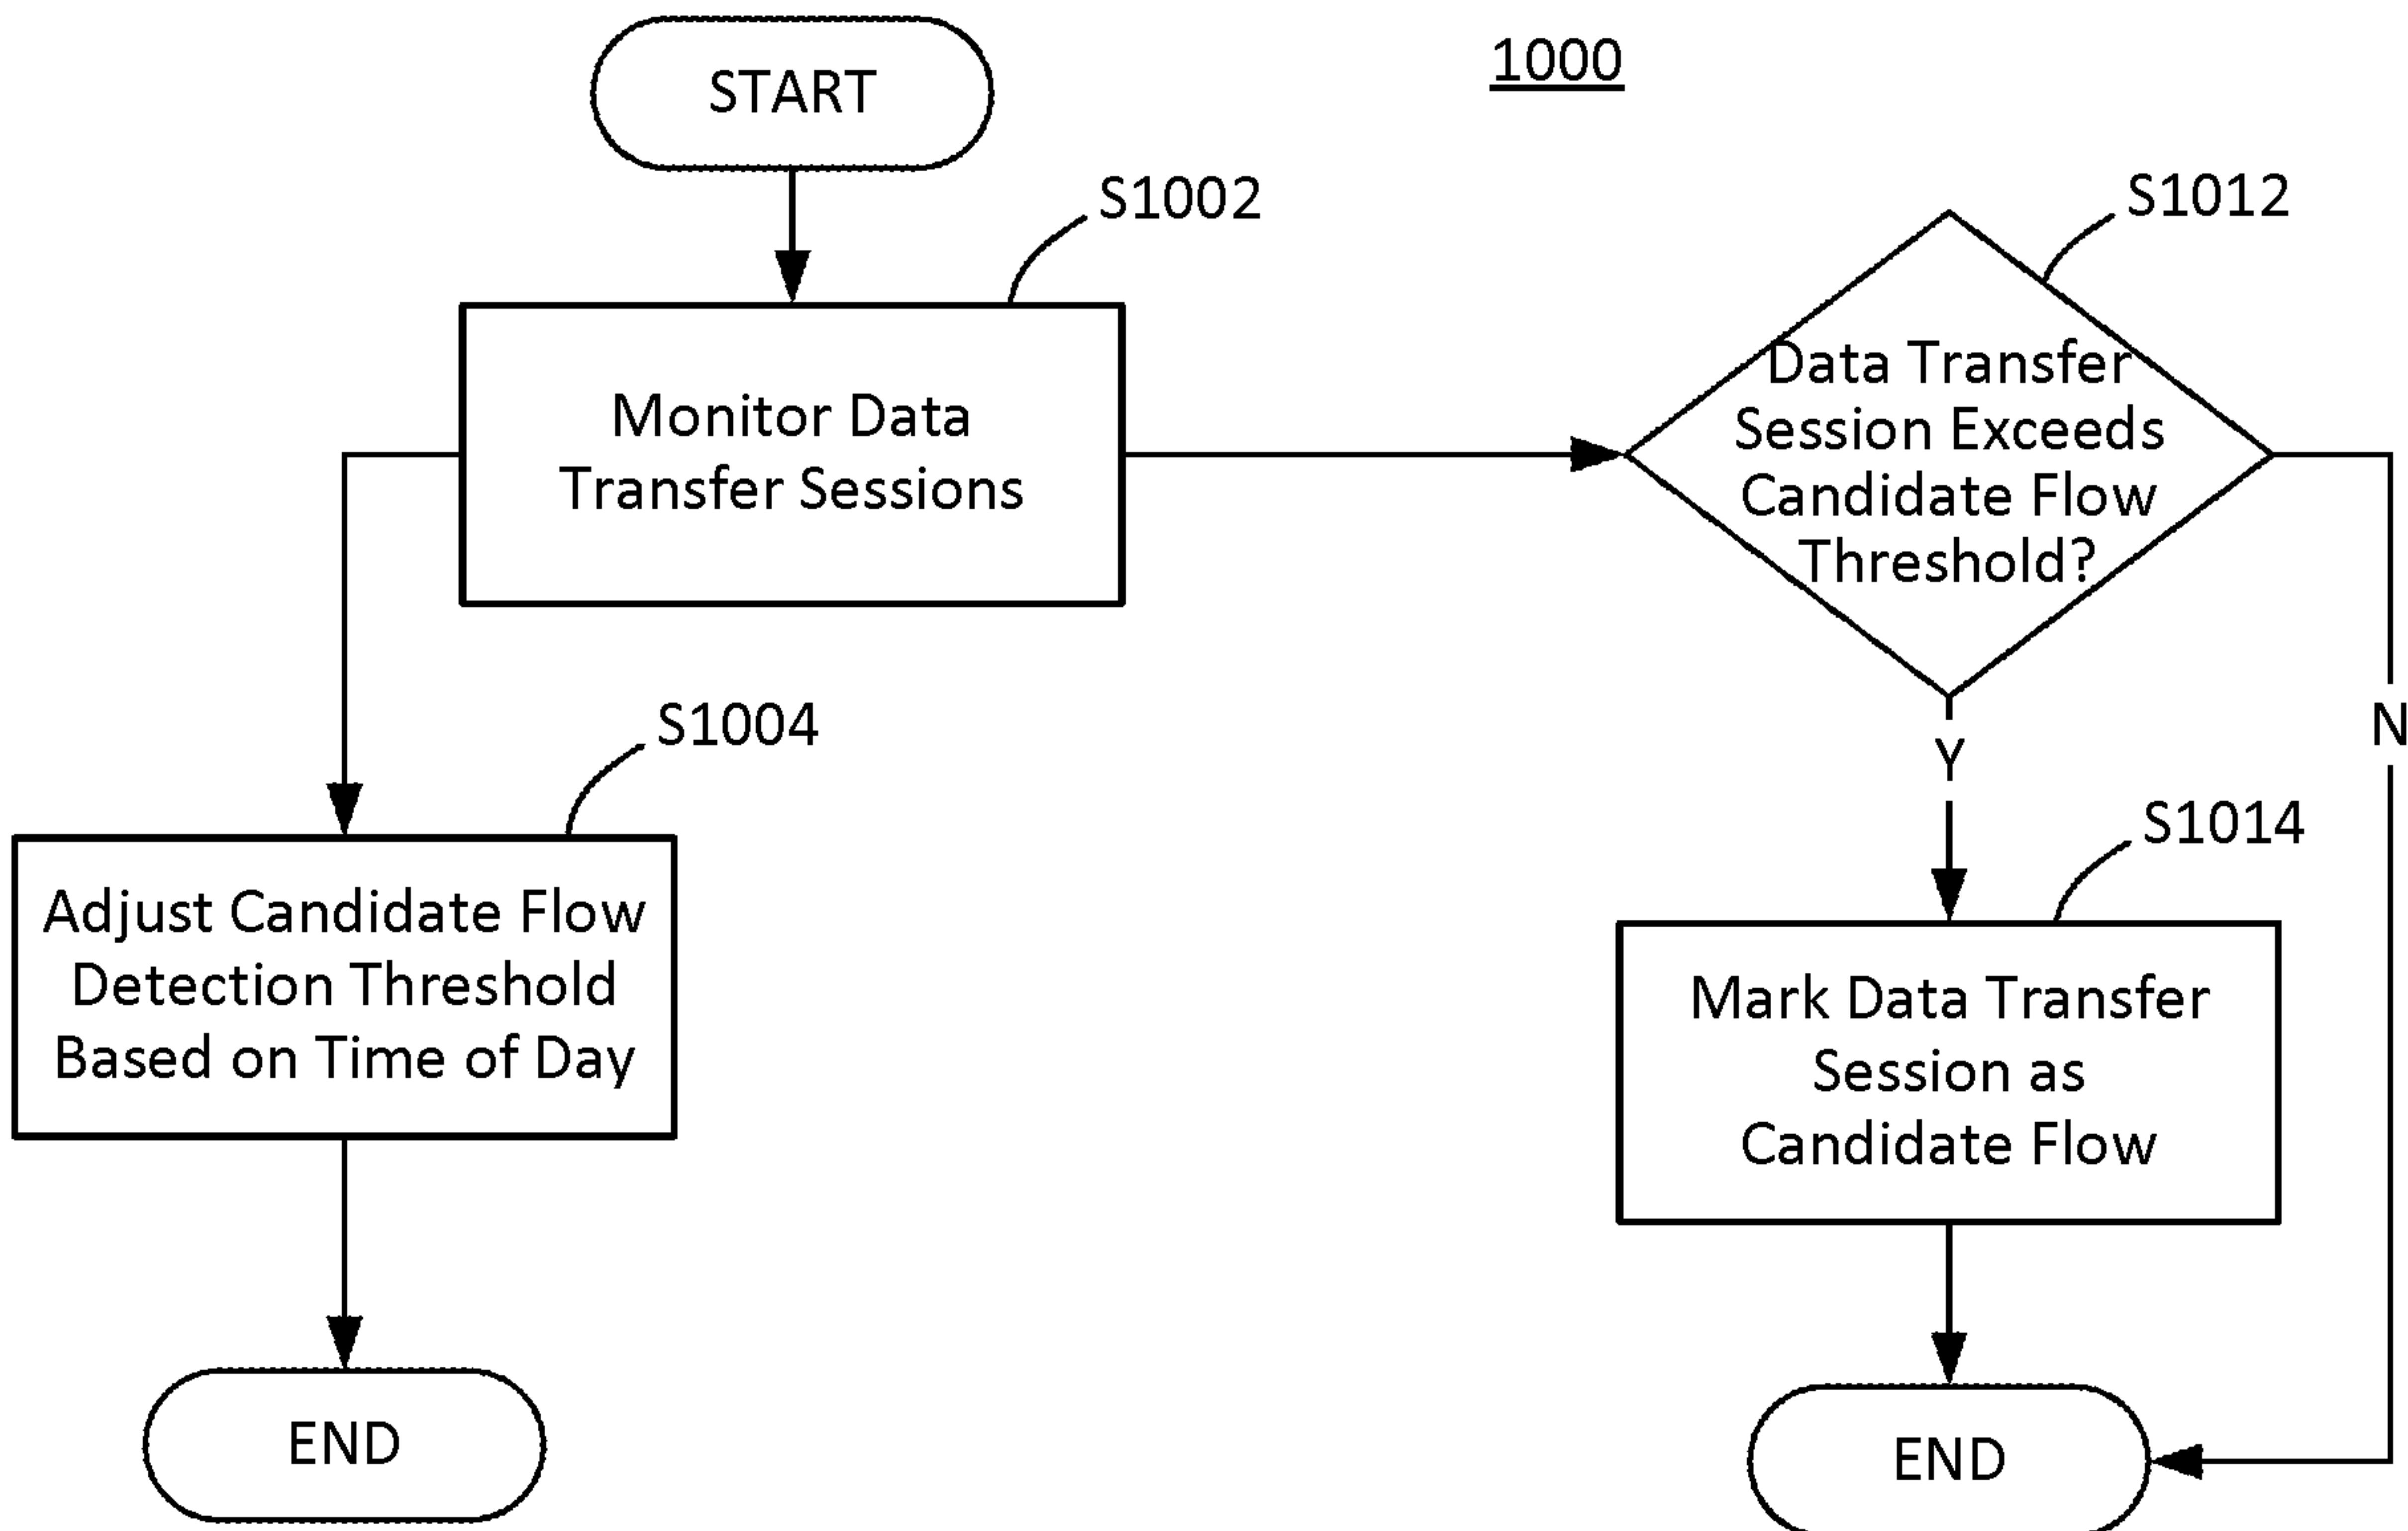 START
1000
S1002
Monitor Data
Transfer Sessions
S1012
Data Transfer
Session Exceeds
Candidate Flow
Threshold?
N
Y
S1004
Adjust Candidate Flow
Detection Threshold
Based on Time of Day
S1014
Mark Data Transfer
Session as
Candidate Flow
END
END